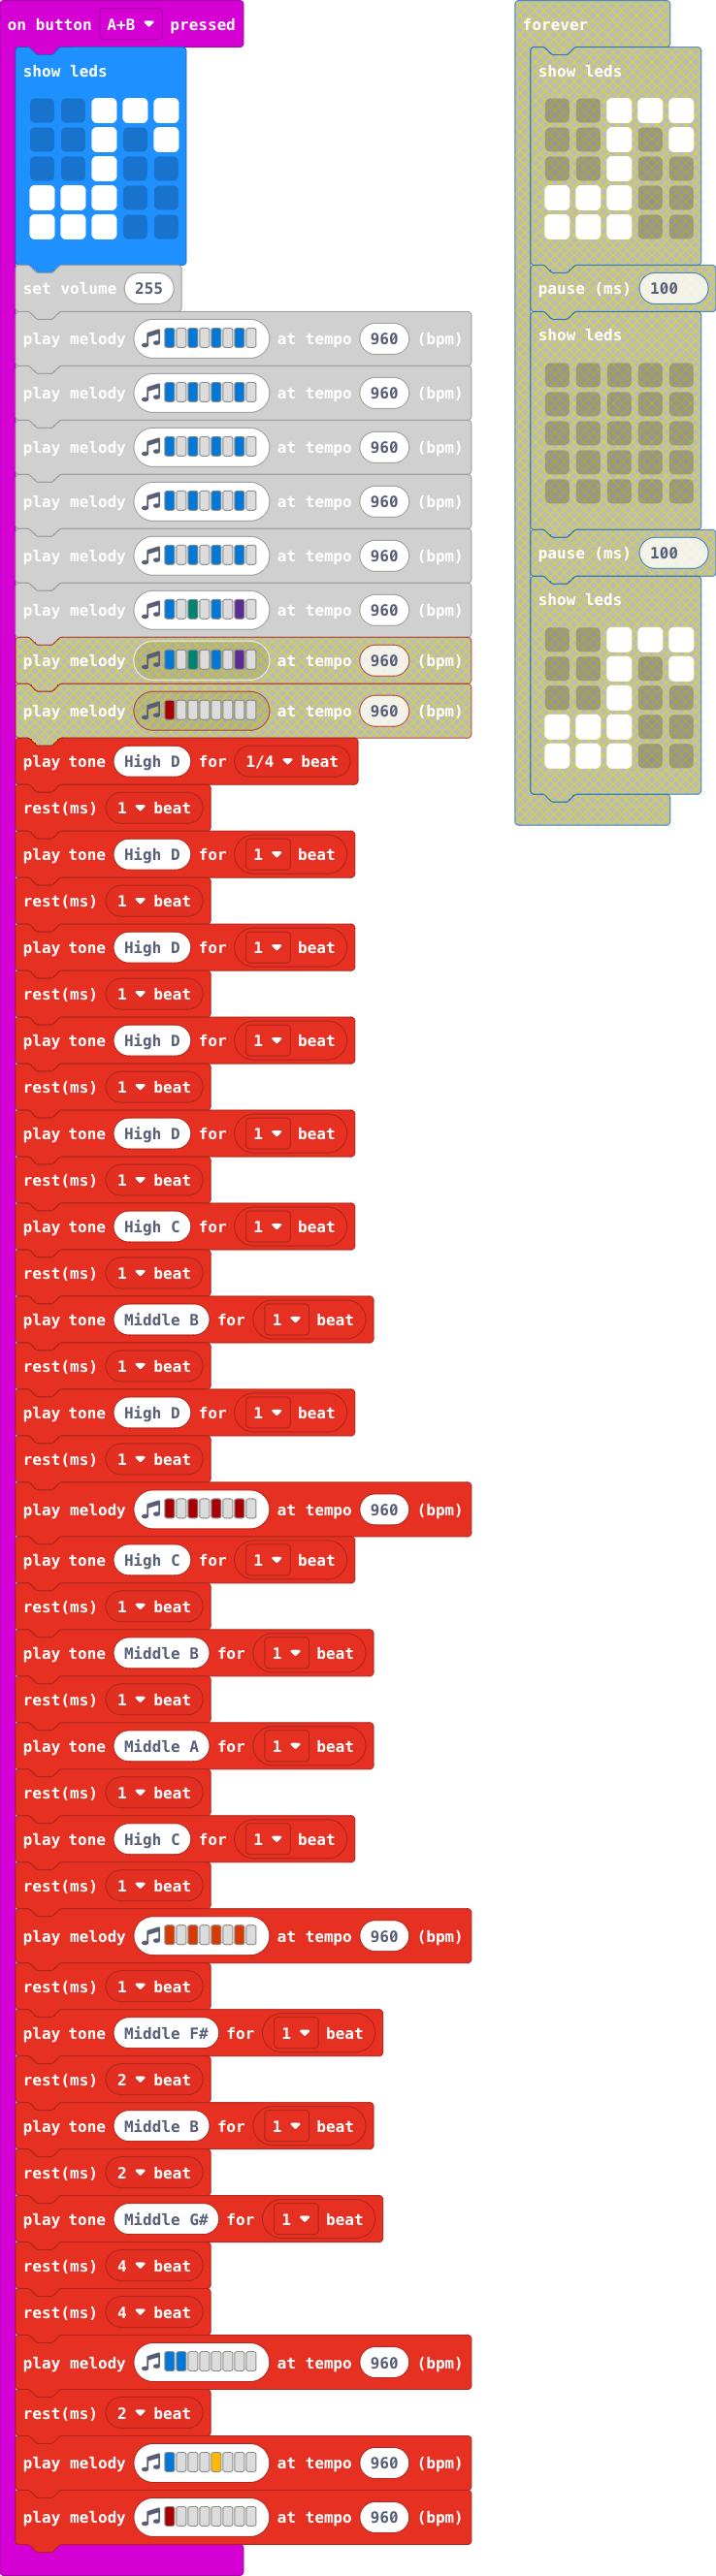 on button A+B pressed
show leds
set volume 255
play melody at tempo 960 (bpm)
play melody at tempo 960 (bpm)
play melody at tempo 960 (bpm)
play melody at tempo 960 (bpm)
play melody at tempo 960 (bpm)
play melody at tempo 960 (bpm)
play melody at tempo 960 (bpm)
play melody at tempo 960 (bpm)
play tone High D for 1/4 beat
rest(ms) 1 beat
play tone High D for 1 beat
rest(ms) 1 beat
play tone High D for 1 beat
rest(ms) 1 beat
play tone High D for 1 beat
rest(ms) 1 beat
play tone High D for 1 beat
rest(ms) 1 beat
play tone High C for 1 beat
rest(ms) 1 beat
play tone Middle B for 1 beat
rest(ms) 1 beat
play tone High D for 1 beat
rest(ms) 1 beat
play melody at tempo 960 (bpm)
play tone High C for 1 beat
rest(ms) 1 beat
play tone Middle B for 1 beat
rest(ms) 1 beat
play tone Middle A for 1 beat
rest(ms) 1 beat
play tone High C for 1 beat
rest(ms) 1 beat
play melody at tempo 960 (bpm)
rest(ms) 1 beat
play tone Middle F# for 1 beat
rest(ms) 2 beat
play tone Middle B for 1 beat
rest(ms) 2 beat
play tone Middle G# for 1 beat
rest(ms) 4 beat
rest(ms) 4 beat
play melody at tempo 960 (bpm)
rest(ms) 2 beat
play melody at tempo 960 (bpm)
play melody at tempo 960 (bpm)
forever
show leds
pause (ms) 100
show leds
pause (ms) 100
show leds